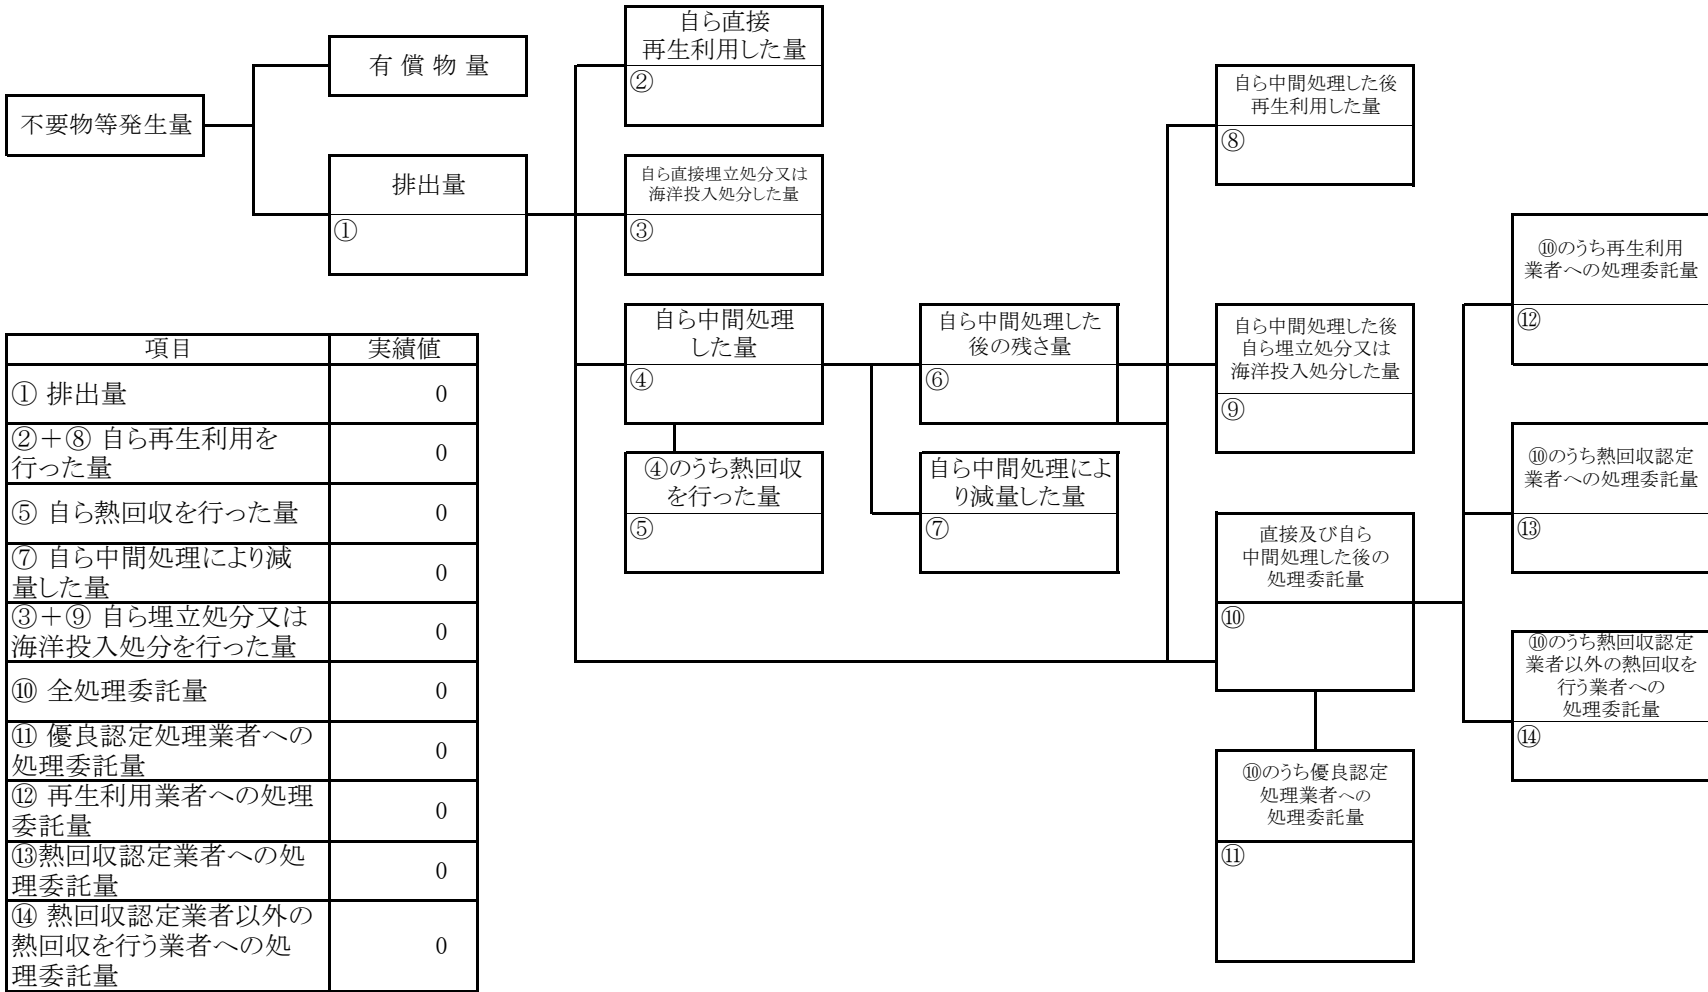 自ら直接
再生利用した量
②
有償物量
不要物等発生量
自ら中間処理した後
再生利用した量
⑧
排出量
①
自ら直接埋立処分又は
海洋投入処分した量
③
⑩のうち再生利用
業者への処理委託量
⑫
自ら中間処理
した量
④
自ら中間処理した
後の残さ量
⑥
自ら中間処理した後
自ら埋立処分又は
海洋投入処分した量
⑨
④のうち熱回収
を行った量
⑤
自ら中間処理によ
り減量した量
⑦
⑩のうち熱回収認定
業者への処理委託量
⑬
直接及び自ら
中間処理した後の
処理委託量
⑩
⑩のうち熱回収認定
業者以外の熱回収を
行う業者への
処理委託量
⑭
⑩のうち優良認定
処理業者への
処理委託量
⑪
項目 実績値
① 排出量 0
②+⑧ 自ら再生利用を
行った量 0
⑤ 自ら熱回収を行った量 0
⑦ 自ら中間処理により減
量した量 0
③+⑨ 自ら埋立処分又は
海洋投入処分を行った量 0
⑩ 全処理委託量 0
⑪ 優良認定処理業者への
処理委託量 0
⑫ 再生利用業者への処理
委託量 0
⑬熱回収認定業者への処
理委託量 0
⑭ 熱回収認定業者以外の
熱回収を行う業者への処
理委託量 0